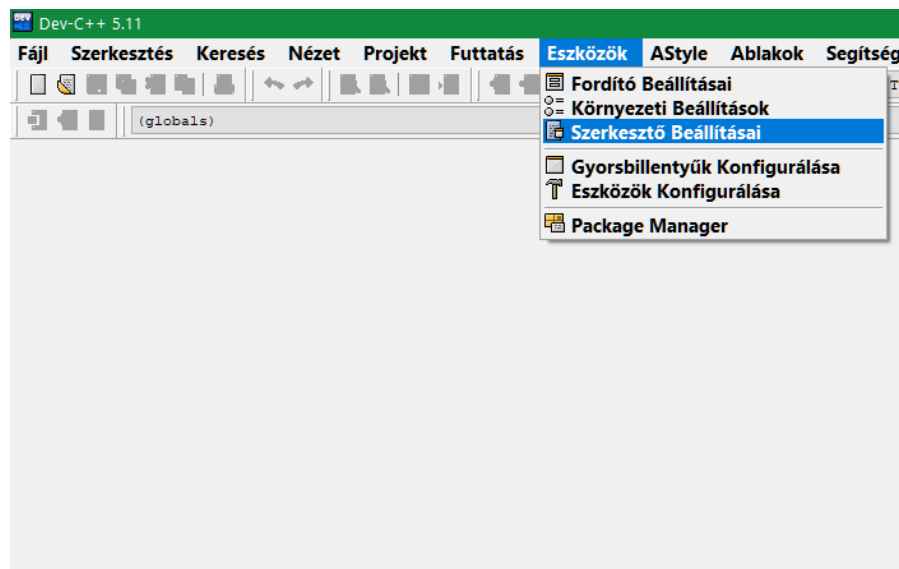 Dev-C++ 5.11
Fájl Szerkesztés Keresés Nézet Projekt Futtatás Eszközök AStyle Ablakok Segítség
(globals)
Fordító Beállításai
Környezeti Beállítások
Szerkesztő Beállításai
Gyorsbillentyűk Konfigurálása
Eszközök Konfigurálása
Package Manager